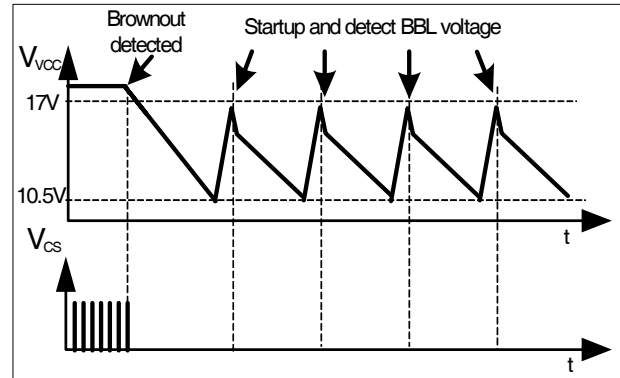 Brownout
detected
Startup and detect BBL voltage
VVCC
17V
10.5V
t
VCS
t